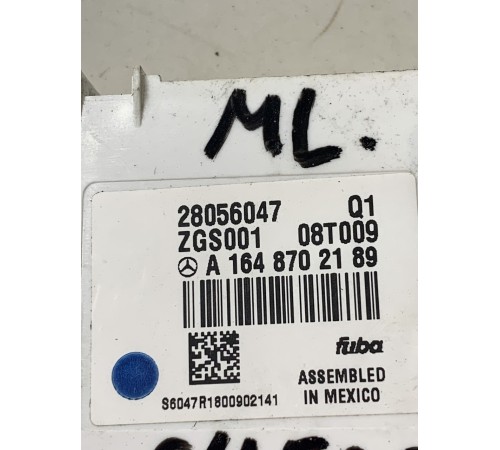 ML.
28056047 Q1
ZGS001 08T009
A 164 870 21 89
fuba
ASSEMBLED
IN MEXICO
S6047R1800902141